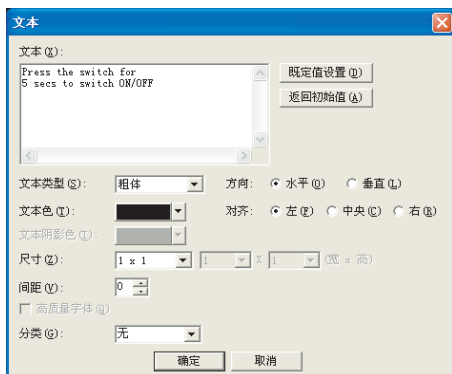 文本
文本(X):
Press the switch for
5 secs to switch ON/OFF
既定值设置(D)
返回初始值(A)
文本类型(S): 粗体 方向: 水平(O) 垂直(L)
文本色(T): 对齐: 左(F) 中央(C) 右(R)
文本阴影色(T):
尺寸(Z): 1 x 1 1 X 1 (宽 x 高)
间距(V): 0
高质量字体(Q)
分类(G): 无
确定 取消